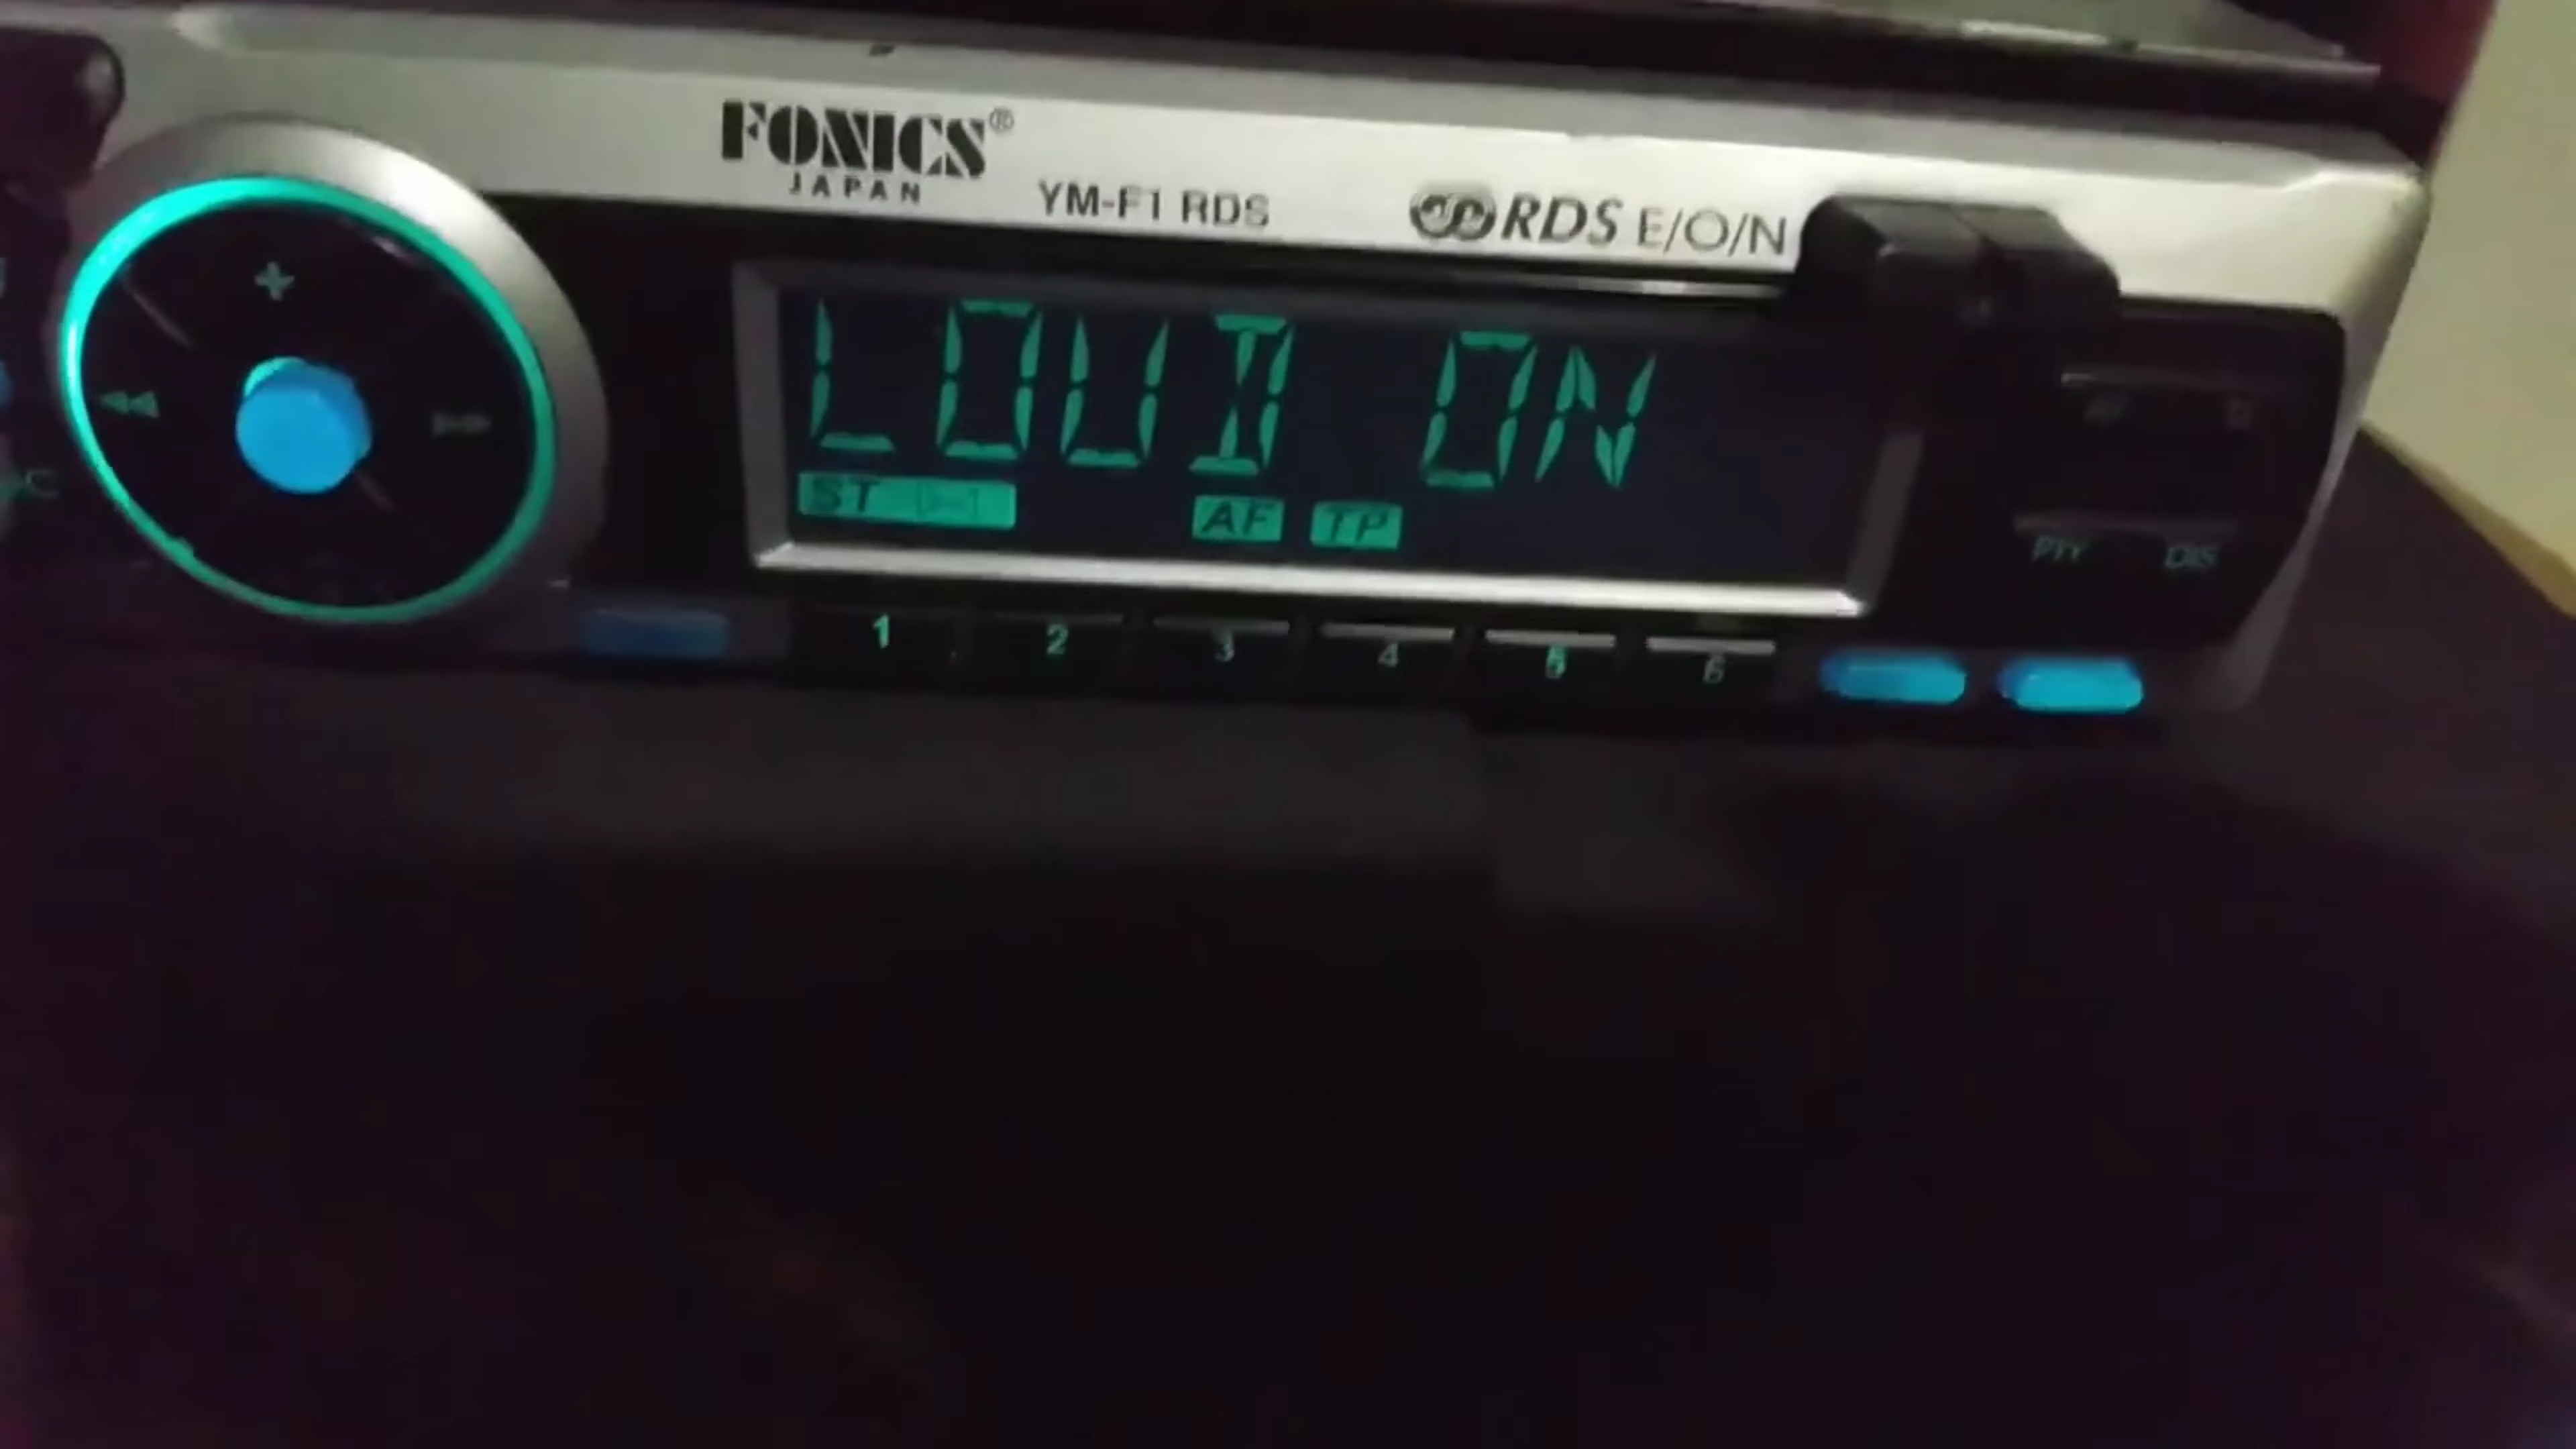 FONICS®
JAPAN
YM-F1 RDS
RDS E/O/N
LOUD ON
ST AF TP
AF
PTY DIS
1 2 3 4 5 6